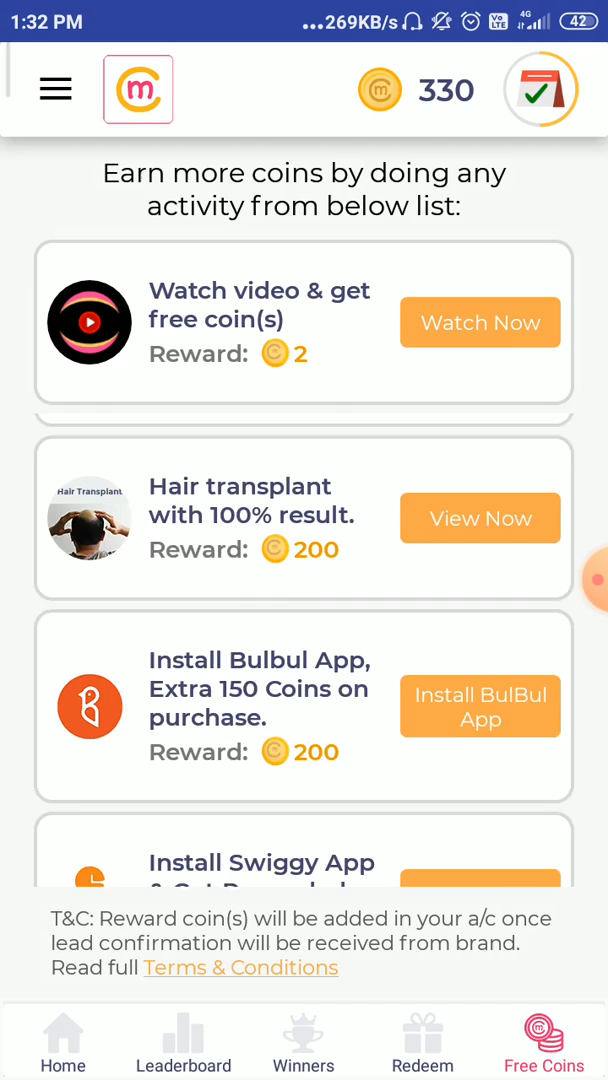 1:32 PM
...269KB/s
Vo
LTE
4G
42
m
330
Earn more coins by doing any
activity from below list:
Watch video & get
free coin(s)
Reward: 2
Watch Now
Hair Transplant
Hair transplant
with 100% result.
Reward: 200
View Now
Install Bulbul App,
Extra 150 Coins on
purchase.
Reward: 200
Install BulBul
App
Install Swiggy App
T&C: Reward coin(s) will be added in your a/c once
lead confirmation will be received from brand.
Read full Terms & Conditions
Home
Leaderboard
Winners
Redeem
Free Coins